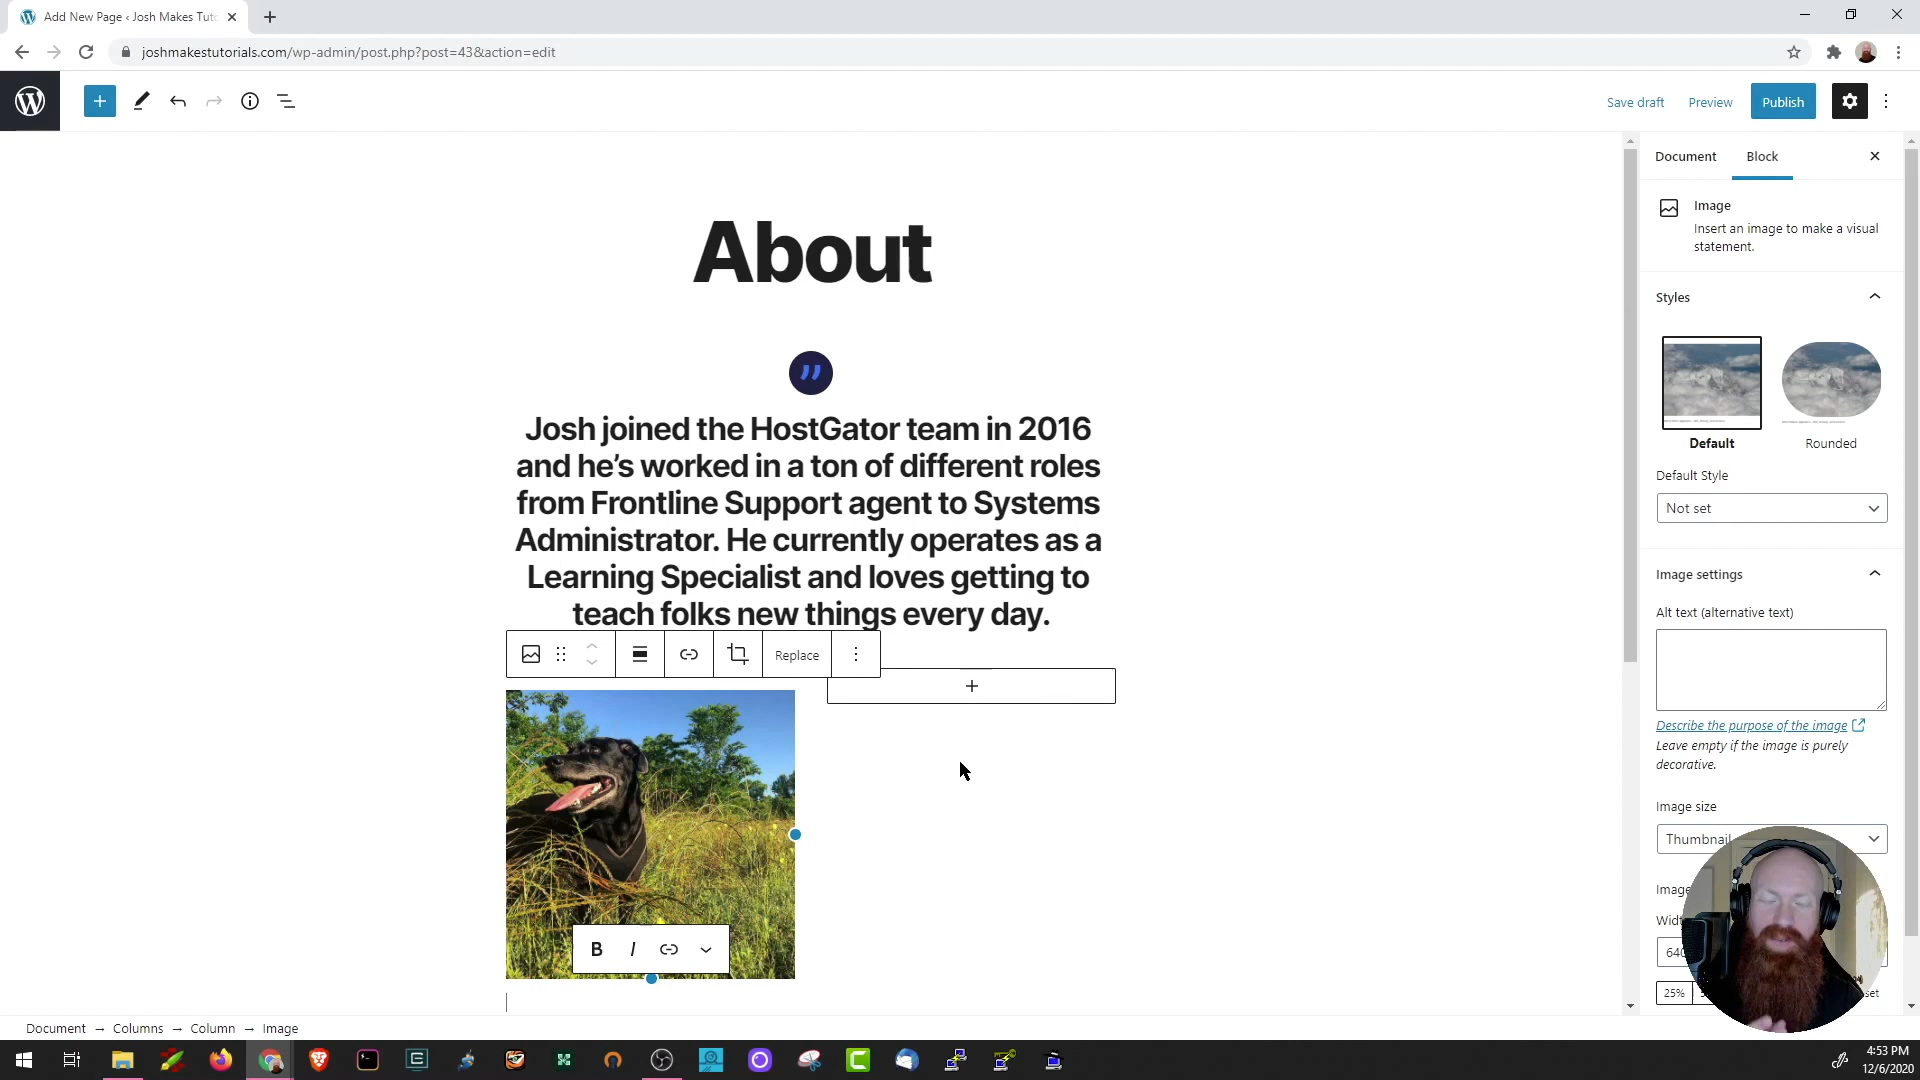 Add New Page ‹ Josh Makes Tuto
joshmakestutorials.com/wp-admin/post.php?post=43&action=edit
Save draft
Preview
Publish
Document
Block
Image
Insert an image to make a visual
statement.
Styles
Default
Rounded
Default Style
Not set
Image settings
Alt text (alternative text)
Describe the purpose of the image
Leave empty if the image is purely
decorative.
Image size
Thumbnail
25%
About
Josh joined the HostGator team in 2016
and he’s worked in a ton of different roles
from Frontline Support agent to Systems
Administrator. He currently operates as a
Learning Specialist and loves getting to
teach folks new things every day.
Replace
B I
Document → Columns → Column → Image
4:53 PM
12/6/2020